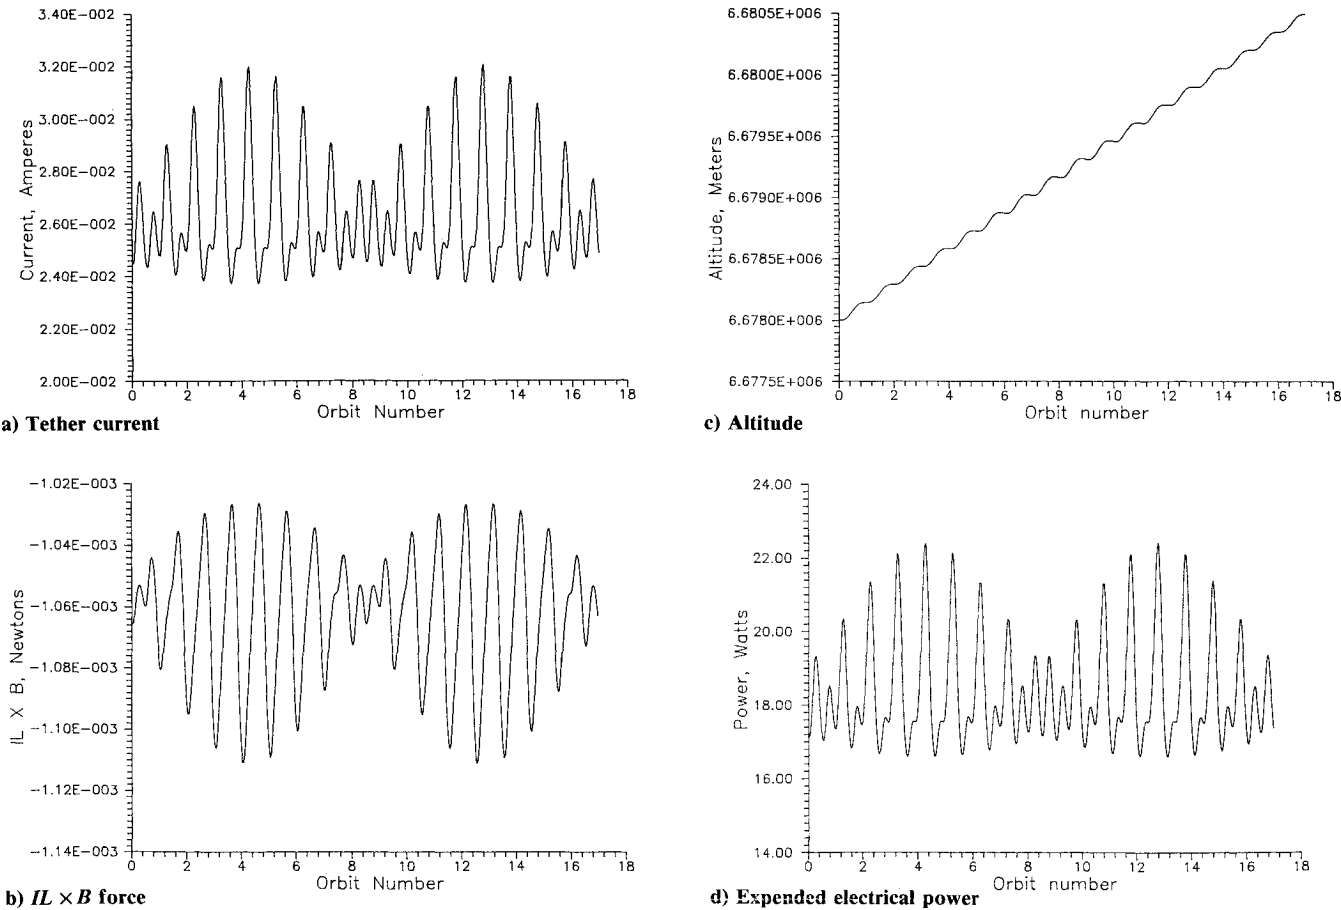 3.40E-002
3.20E-002
3.00E-002
2.80E-002
2.60E-002
2.40E-002
2.20E-002
2.00E-002
Current, Amperes
0 2 4 6 8 10 12 14 16 18
Orbit Number
a) Tether current
6.6805E+006
6.6800E+006
6.6795E+006
6.6790E+006
6.6785E+006
6.6780E+006
6.6775E+006
Altitude, Meters
0 2 4 6 8 10 12 14 16 18
Orbit number
c) Altitude
-1.02E-003
-1.04E-003
-1.06E-003
-1.08E-003
-1.10E-003
-1.12E-003
-1.14E-003
IL X B, Newtons
0 2 4 6 8 10 12 14 16 18
Orbit Number
b) IL × B force
24.00
22.00
20.00
18.00
16.00
14.00
Power, Watts
0 2 4 6 8 10 12 14 16 18
Orbit number
d) Expended electrical power